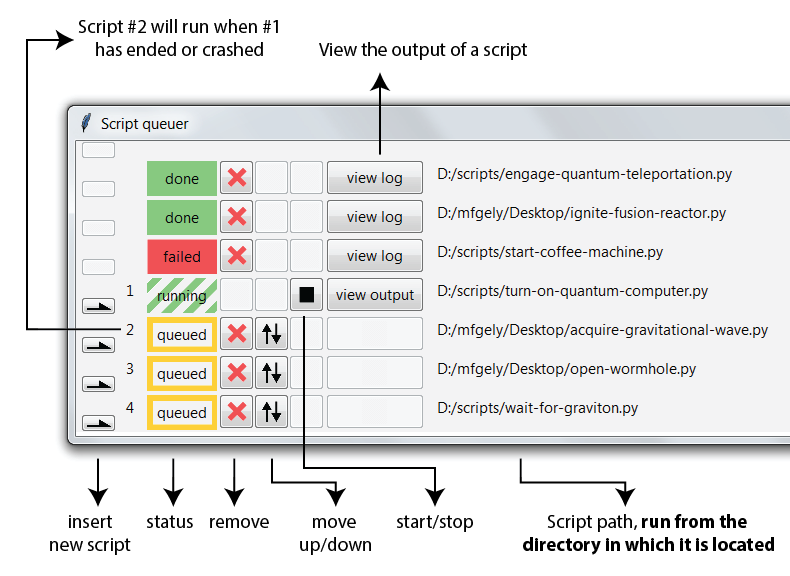 Script #2 will run when #1
has ended or crashed
View the output of a script
Script queuer
done view log D:/scripts/engage-quantum-teleportation.py
done view log D:/mfgely/Desktop/ignite-fusion-reactor.py
failed view log D:/scripts/start-coffee-machine.py
1 running view output D:/scripts/turn-on-quantum-computer.py
2 queued D:/mfgely/Desktop/acquire-gravitational-wave.py
3 queued D:/mfgely/Desktop/open-wormhole.py
4 queued D:/scripts/wait-for-graviton.py
insert
new script
status
remove
move
up/down
start/stop
Script path, run from the
directory in which it is located